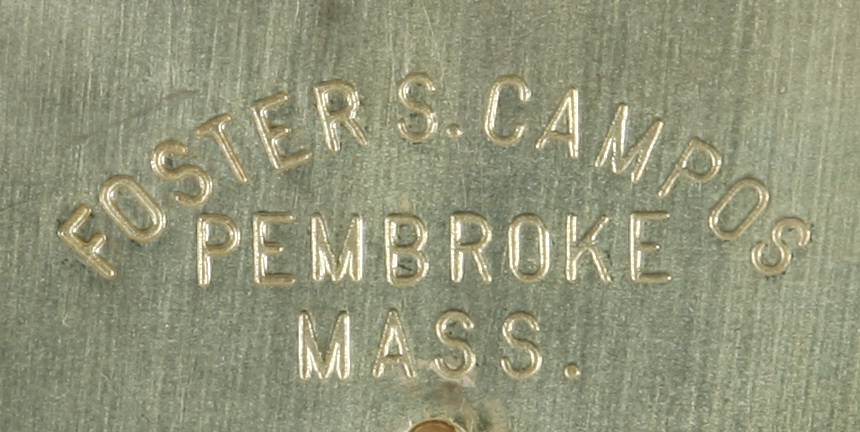 FOSTER S. CAMPOS
PEMBROKE
MASS.